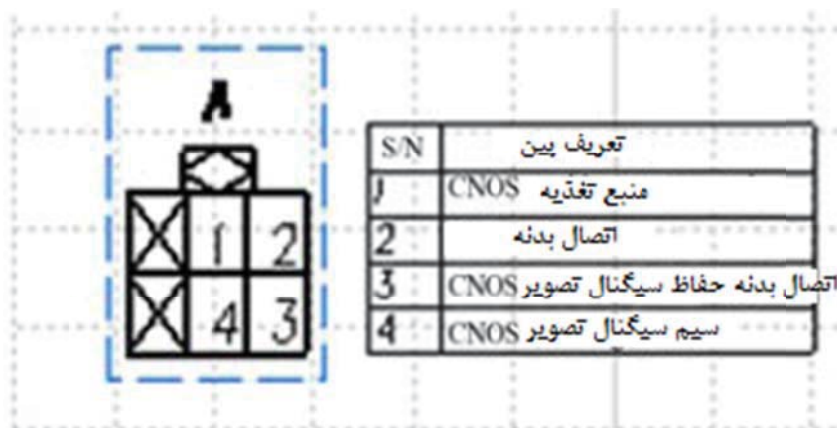 A
1 2
4 3
S/N تعریف پین
1 منبع تغذیه CNOS
2 اتصال بدنه
3 اتصال بدنه حفاظ سیگنال تصویر CNOS
4 سیم سیگنال تصویر CNOS